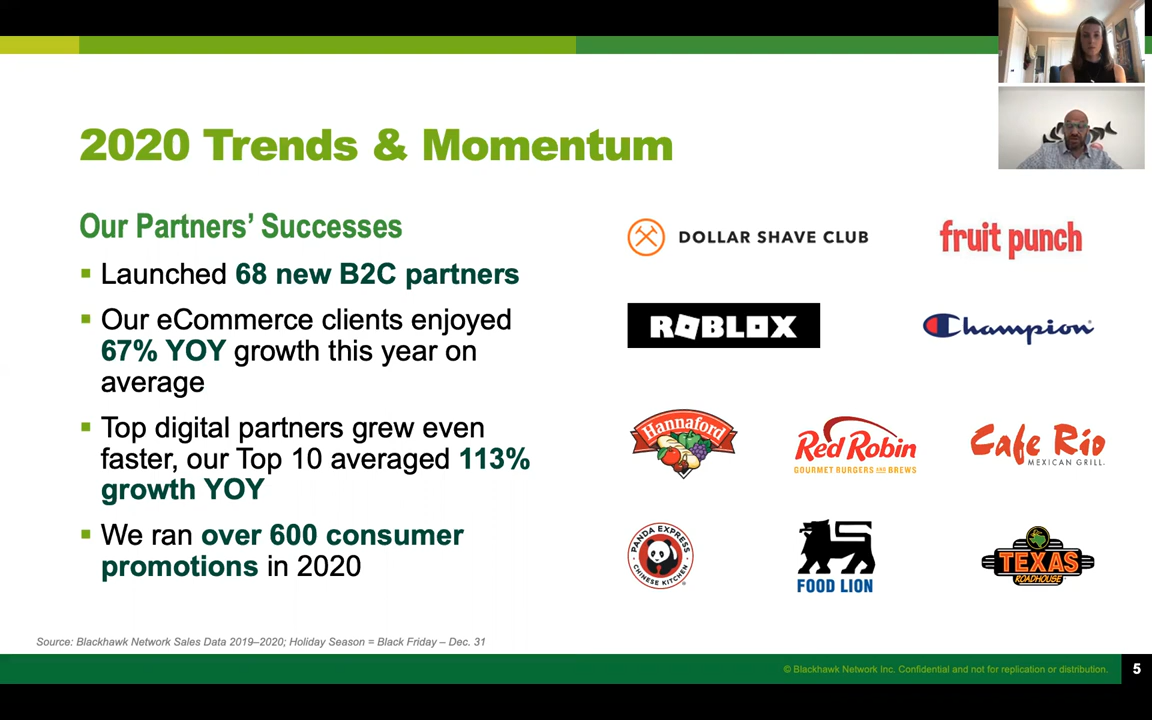 2020 Trends & Momentum
Our Partners' Successes
Launched 68 new B2C partners
Our eCommerce clients enjoyed
67% YOY growth this year on
average
Top digital partners grew even
faster, our Top 10 averaged 113%
growth YOY
We ran over 600 consumer
promotions in 2020
DOLLAR SHAVE CLUB
fruit punch
ROBLOX
Champion
Hannaford
Red Robin
GOURMET BURGERS AND BREWS
Cafe Rio
MEXICAN GRILL
PANDA EXPRESS
CHINESE KITCHEN
FOOD LION
TEXAS
ROADHOUSE
Source: Blackhawk Network Sales Data 2019–2020; Holiday Season = Black Friday – Dec. 31
© Blackhawk Network Inc. Confidential and not for replication or distribution.
5